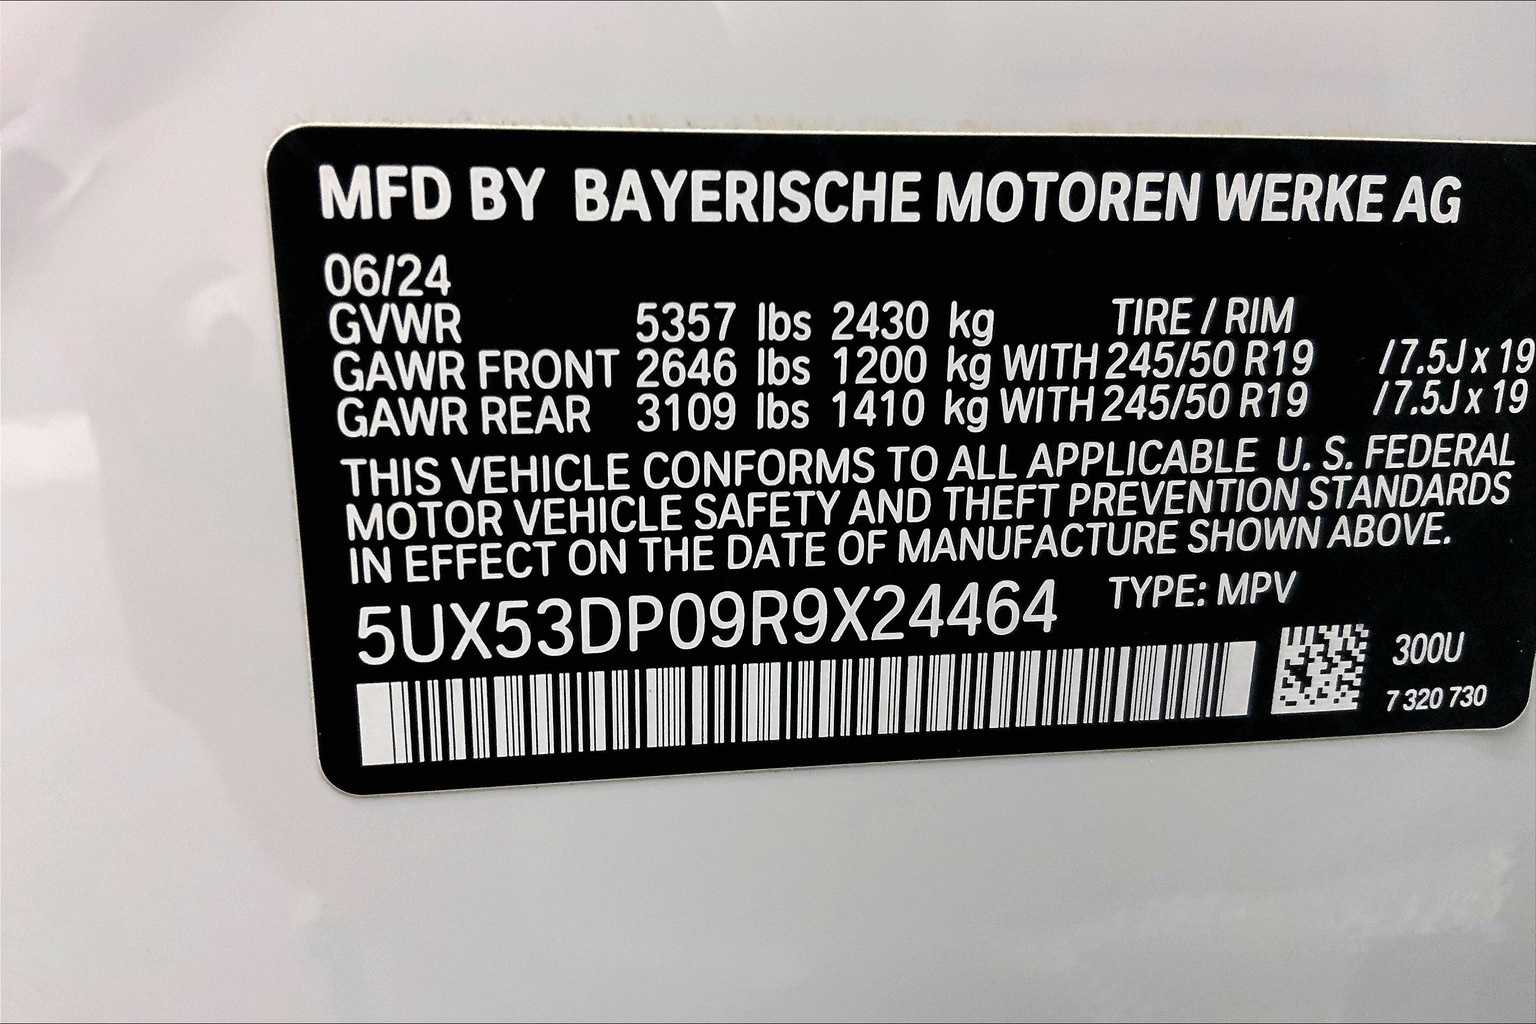 MFD BY BAYERISCHE MOTOREN WERKE AG
06/24
GVWR 5357 lbs 2430 kg TIRE / RIM
GAWR FRONT 2646 lbs 1200 kg WITH 245/50 R19 /7.5J x 19
GAWR REAR 3109 lbs 1410 kg WITH 245/50 R19 /7.5J x 19
THIS VEHICLE CONFORMS TO ALL APPLICABLE U. S. FEDERAL
MOTOR VEHICLE SAFETY AND THEFT PREVENTION STANDARDS
IN EFFECT ON THE DATE OF MANUFACTURE SHOWN ABOVE.
5UX53DP09R9X24464 TYPE: MPV
300U
7 320 730